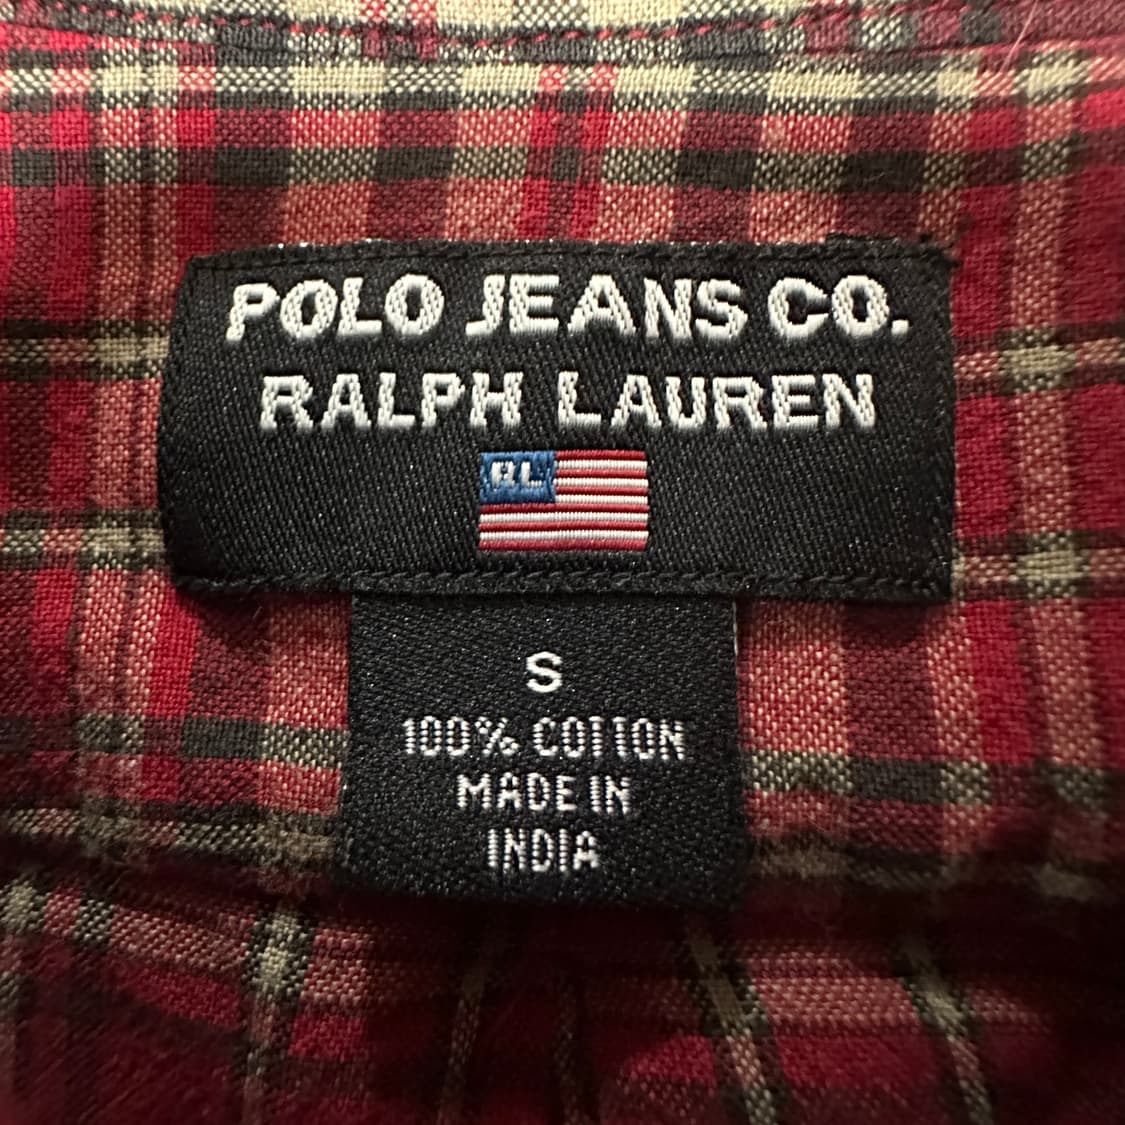 POLO JEANS CO.
RALPH LAUREN
RL
S
100% COTTON
MADE IN
INDIA